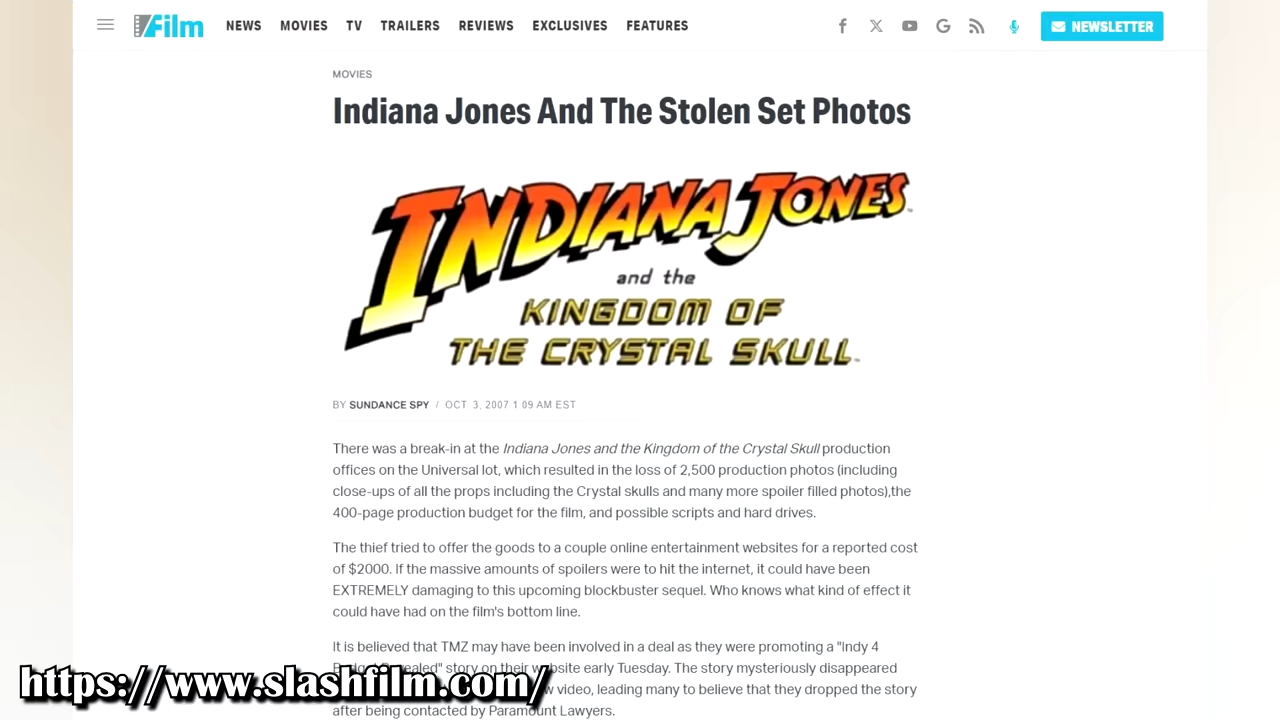 /Film NEWS MOVIES TV TRAILERS REVIEWS EXCLUSIVES FEATURES NEWSLETTER
MOVIES
Indiana Jones And The Stolen Set Photos
INDIANA JONES
and the
KINGDOM OF
THE CRYSTAL SKULL
BY SUNDANCE SPY / OCT 3, 2007 1 09 AM EST
There was a break-in at the Indiana Jones and the Kingdom of the Crystal Skull production
offices on the Universal lot, which resulted in the loss of 2,500 production photos (including
close-ups of all the props including the Crystal skulls and many more spoiler filled photos),the
400-page production budget for the film, and possible scripts and hard drives.
The thief tried to offer the goods to a couple online entertainment websites for a reported cost
of $2000. If the massive amounts of spoilers were to hit the internet, it could have been
EXTREMELY damaging to this upcoming blockbuster sequel. Who knows what kind of effect it
could have had on the film's bottom line.
It is believed that TMZ may have been involved in a deal as they were promoting a "Indy 4
story on their website early Tuesday. The story mysteriously disappeared
video, leading many to believe that they dropped the story
after being contacted by Paramount Lawyers.
https://www.slashfilm.com/